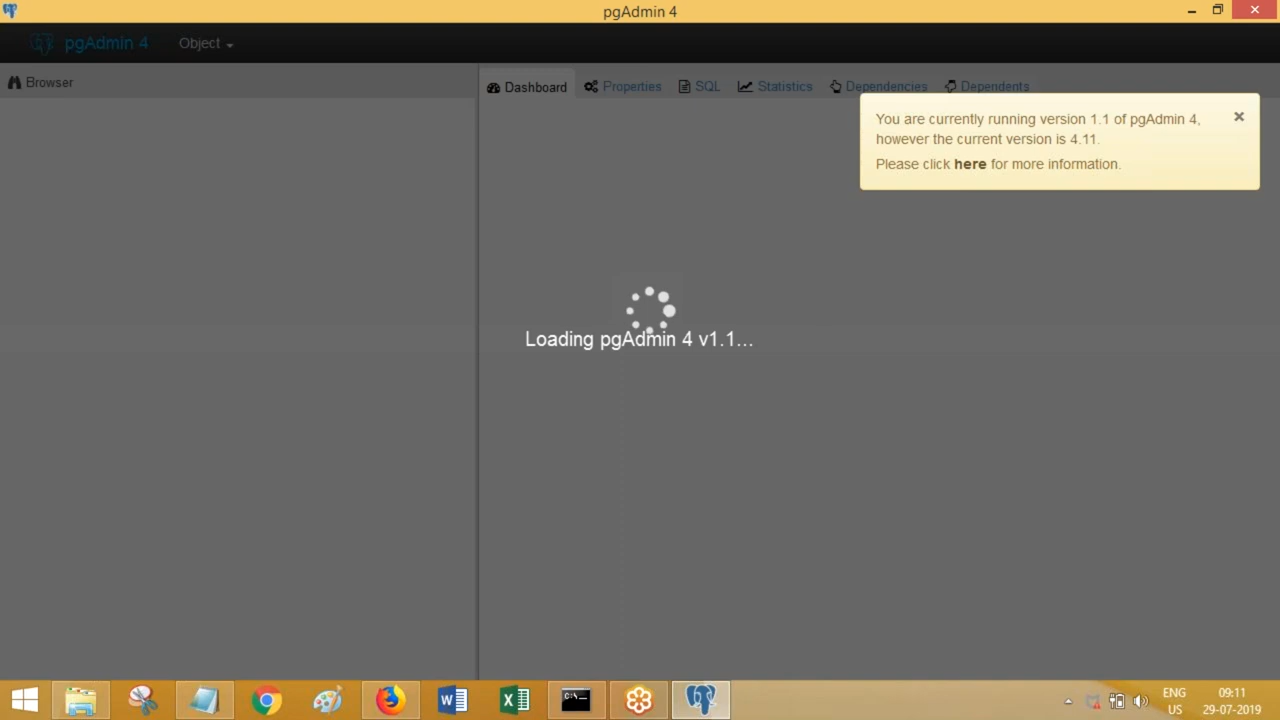 pgAdmin 4
pgAdmin 4 Object
Browser
Dashboard Properties SQL Statistics Dependencies Dependents
You are currently running version 1.1 of pgAdmin 4,
however the current version is 4.11.
Please click here for more information.
Loading pgAdmin 4 v1.1...
ENG
US
09:11
29-07-2019